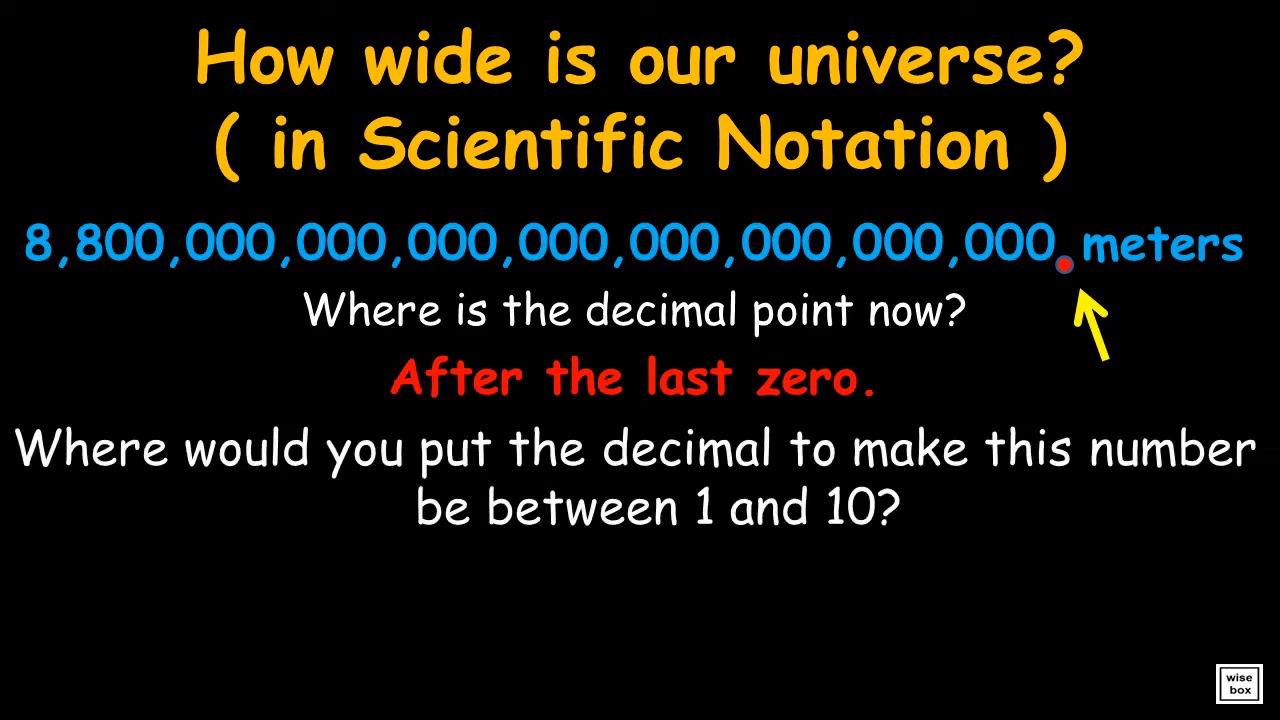 How wide is our universe?
( in Scientific Notation )
8,800,000,000,000,000,000,000,000,000.meters
Where is the decimal point now?
After the last zero.
Where would you put the decimal to make this number
be between 1 and 10?
wise
box